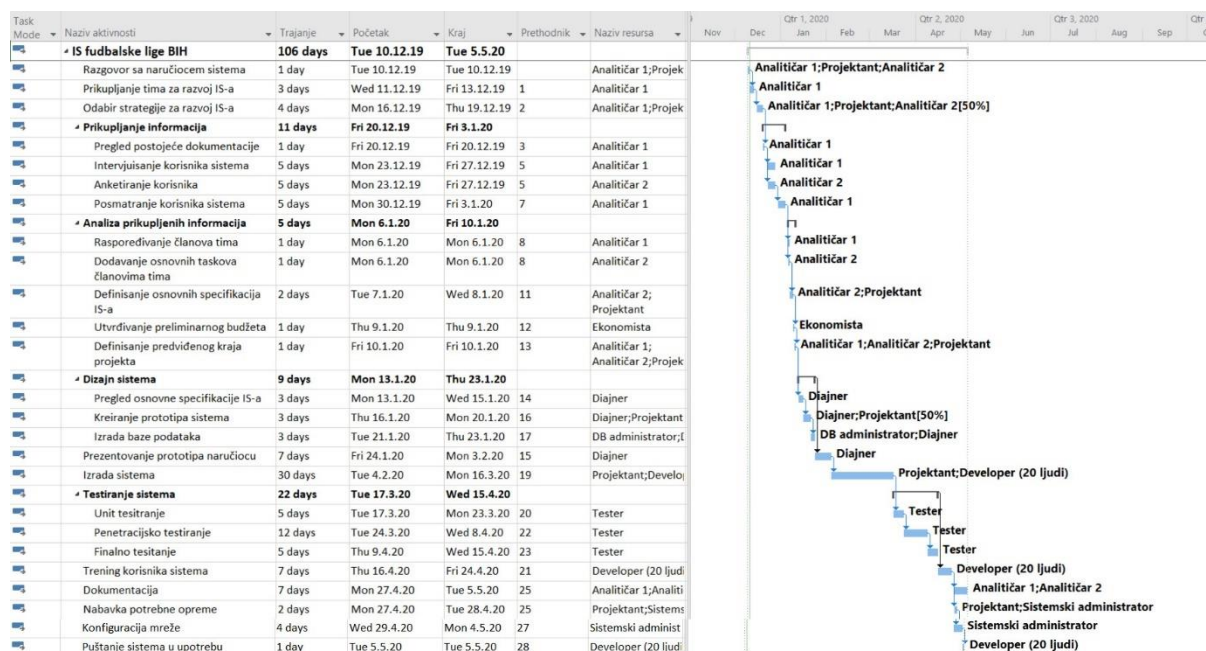 Task Mode Naziv aktivnosti Trajanje Početak Kraj Prethodnik Naziv resursa
Qtr 1, 2020 Qtr 2, 2020 Qtr 3, 2020 Qtr
Nov Dec Jan Feb Mar Apr May Jun Jul Aug Sep
IS fudbalske lige BIH 106 days Tue 10.12.19 Tue 5.5.20
Razgovor sa naručiocem sistema 1 day Tue 10.12.19 Tue 10.12.19 Analitičar 1;Projek Analitičar 1;Projektant;Analitičar 2
Prikupljanje tima za razvoj IS-a 3 days Wed 11.12.19 Fri 13.12.19 1 Analitičar 1 Analitičar 1
Odabir strategije za razvoj IS-a 4 days Mon 16.12.19 Thu 19.12.19 2 Analitičar 1;Projek Analitičar 1;Projektant;Analitičar 2[50%]
Prikupljanje informacija 11 days Fri 20.12.19 Fri 3.1.20
Pregled postojeće dokumentacije 1 day Fri 20.12.19 Fri 20.12.19 3 Analitičar 1 Analitičar 1
Intervjuisanje korisnika sistema 5 days Mon 23.12.19 Fri 27.12.19 5 Analitičar 1 Analitičar 1
Anketiranje korisnika 5 days Mon 23.12.19 Fri 27.12.19 5 Analitičar 2 Analitičar 2
Posmatranje korisnika sistema 5 days Mon 30.12.19 Fri 3.1.20 7 Analitičar 1 Analitičar 1
Analiza prikupljenih informacija 5 days Mon 6.1.20 Fri 10.1.20
Raspoređivanje članova tima 1 day Mon 6.1.20 Mon 6.1.20 8 Analitičar 1 Analitičar 1
Dodavanje osnovnih taskova 1 day Mon 6.1.20 Mon 6.1.20 8 Analitičar 2 Analitičar 2
članovima tima
Definisanje osnovnih specifikacija 2 days Tue 7.1.20 Wed 8.1.20 11 Analitičar 2; Analitičar 2;Projektant
IS-a Projektant
Utvrđivanje preliminarnog budžeta 1 day Thu 9.1.20 Thu 9.1.20 12 Ekonomista Ekonomista
Definisanje predviđenog kraja 1 day Fri 10.1.20 Fri 10.1.20 13 Analitičar 1; Analitičar 1;Analitičar 2;Projektant
projekta Analitičar 2;Projek
Dizajn sistema 9 days Mon 13.1.20 Thu 23.1.20
Pregled osnovne specifikacije IS-a 3 days Mon 13.1.20 Wed 15.1.20 14 Diajner Diajner
Kreiranje prototipa sistema 3 days Thu 16.1.20 Mon 20.1.20 16 Diajner;Projektant Diajner;Projektant[50%]
Izrada baze podataka 3 days Tue 21.1.20 Thu 23.1.20 17 DB administrator;D DB administrator;Diajner
Prezentovanje prototipa naručiocu 7 days Fri 24.1.20 Mon 3.2.20 15 Diajner Diajner
Izrada sistema 30 days Tue 4.2.20 Mon 16.3.20 19 Projektant;Develo Projektant;Developer (20 ljudi)
Testiranje sistema 22 days Tue 17.3.20 Wed 15.4.20
Unit tesitranje 5 days Tue 17.3.20 Mon 23.3.20 20 Tester Tester
Penetracijsko testiranje 12 days Tue 24.3.20 Wed 8.4.20 22 Tester Tester
Finalno tesitanje 5 days Thu 9.4.20 Wed 15.4.20 23 Tester Tester
Trening korisnika sistema 7 days Thu 16.4.20 Fri 24.4.20 21 Developer (20 ljudi Developer (20 ljudi)
Dokumentacija 7 days Mon 27.4.20 Tue 5.5.20 25 Analitičar 1;Analiti Analitičar 1;Analitičar 2
Nabavka potrebne opreme 2 days Mon 27.4.20 Tue 28.4.20 25 Projektant;Sistems Projektant;Sistemski administrator
Konfiguracija mreže 4 days Wed 29.4.20 Mon 4.5.20 27 Sistemski administ Sistemski administrator
Puštanje sistema u upotrebu 1 day Tue 5.5.20 Tue 5.5.20 28 Developer (20 ljudi Developer (20 ljudi)